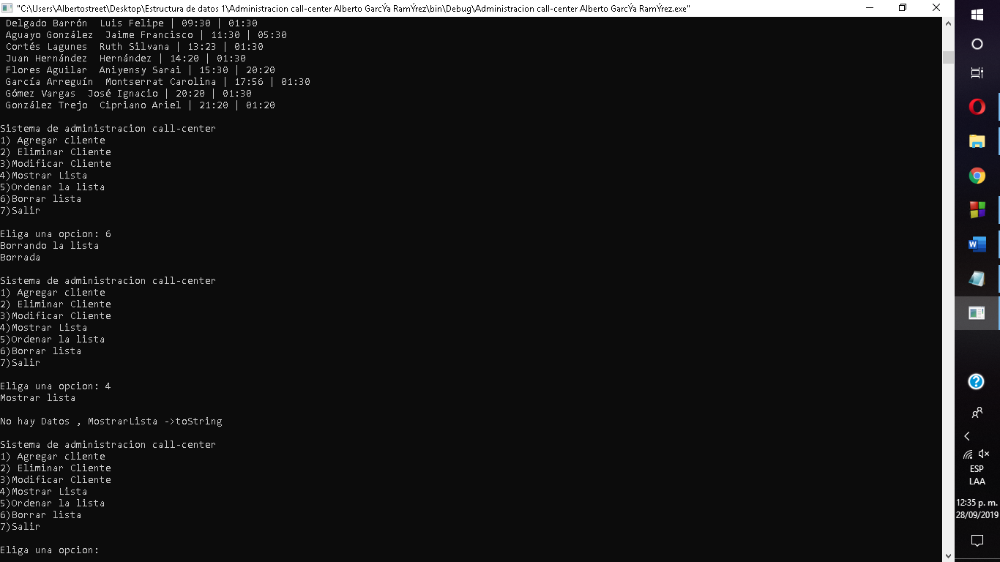 "C:\Users\Albertostreet\Desktop\Estructura de datos 1\Administracion call-center Alberto GarcÝa RamÝrez\bin\Debug\Administracion call-center Alberto GarcÝa RamÝrez.exe"
Delgado Barrón  Luis Felipe | 09:30 | 01:30
Aguayo González  Jaime Francisco | 11:30 | 05:30
Cortés Lagunes  Ruth Silvana | 13:23 | 01:30
Juan Hernández  Hernández | 14:20 | 01:30
Flores Aguilar  Aniyensy Sarai | 15:30 | 20:20
García Arreguín  Montserrat Carolina | 17:56 | 01:30
Gómez Vargas  José Ignacio | 20:20 | 01:30
González Trejo  Cipriano Ariel | 21:20 | 01:20
Sistema de administracion call-center
1) Agregar cliente
2) Eliminar Cliente
3)Modificar Cliente
4)Mostrar Lista
5)Ordenar la lista
6)Borrar lista
7)Salir
Eliga una opcion: 6
Borrando la lista
Borrada
Sistema de administracion call-center
1) Agregar cliente
2) Eliminar Cliente
3)Modificar Cliente
4)Mostrar Lista
5)Ordenar la lista
6)Borrar lista
7)Salir
Eliga una opcion: 4
Mostrar lista
No hay Datos , MostrarLista ->toString
Sistema de administracion call-center
1) Agregar cliente
2) Eliminar Cliente
3)Modificar Cliente
4)Mostrar Lista
5)Ordenar la lista
6)Borrar lista
7)Salir
Eliga una opcion:
W
?
ESP
LAA
12:35 p. m.
28/09/2019